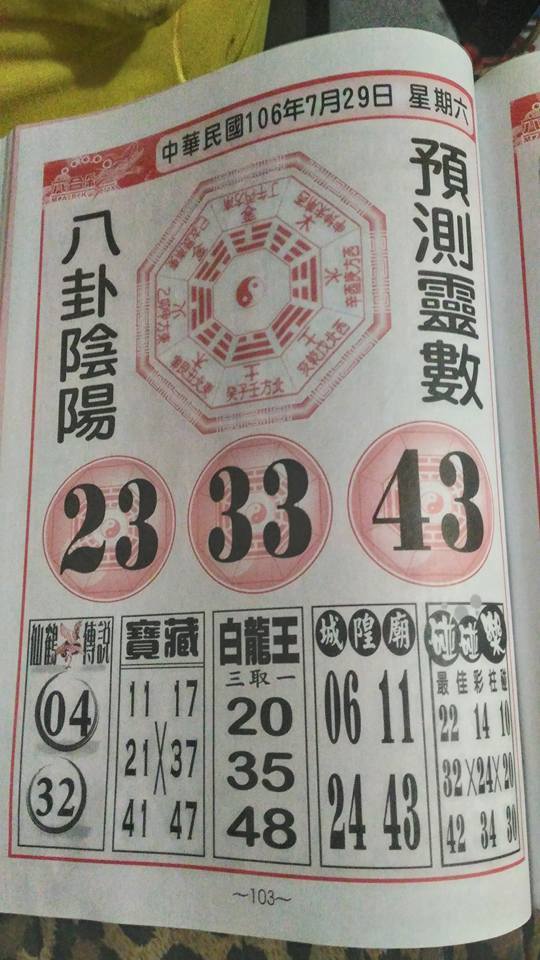 中華民國106年7月29日 星期六
八卦陰陽
預測靈數
23 33 43
仙鶴傳說
04
32
寶藏
11 17
21 X 37
41 47
白龍王
三取一
20
35
48
城隍廟
06 11
24 43
碰碰樂
最佳彩柱碰
22 14 10
32 X 24 X 20
42 34 30
~103~